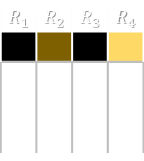 R₁ R₂ R₃ R₄